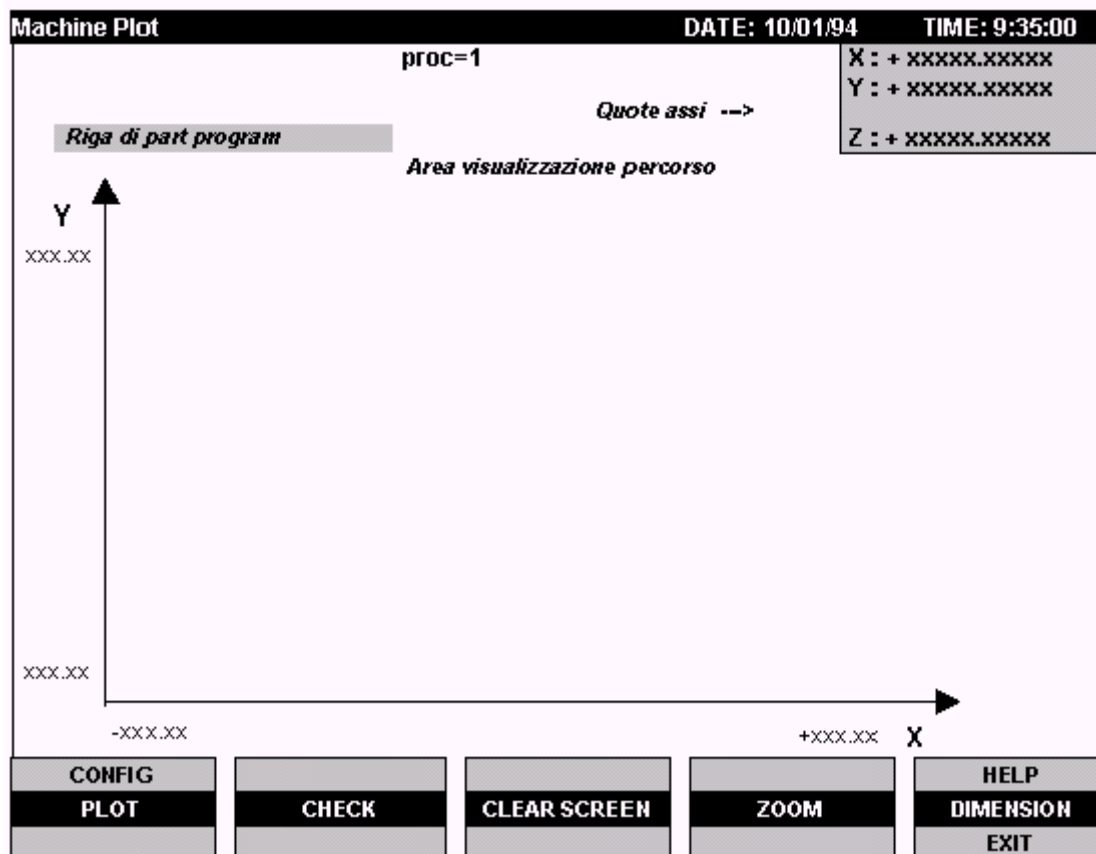 Machine Plot DATE: 10/01/94 TIME: 9:35:00
proc=1
X : + xxxxx.xxxxx
Y : + xxxxx.xxxxx
Quote assi --->
Z : + xxxxx.xxxxx
Riga di part program
Area visualizzazione percorso
Y
xxx.xx
xxx.xx
-xxx.xx +xxx.xx X
CONFIG HELP
PLOT CHECK CLEAR SCREEN ZOOM DIMENSION
EXIT